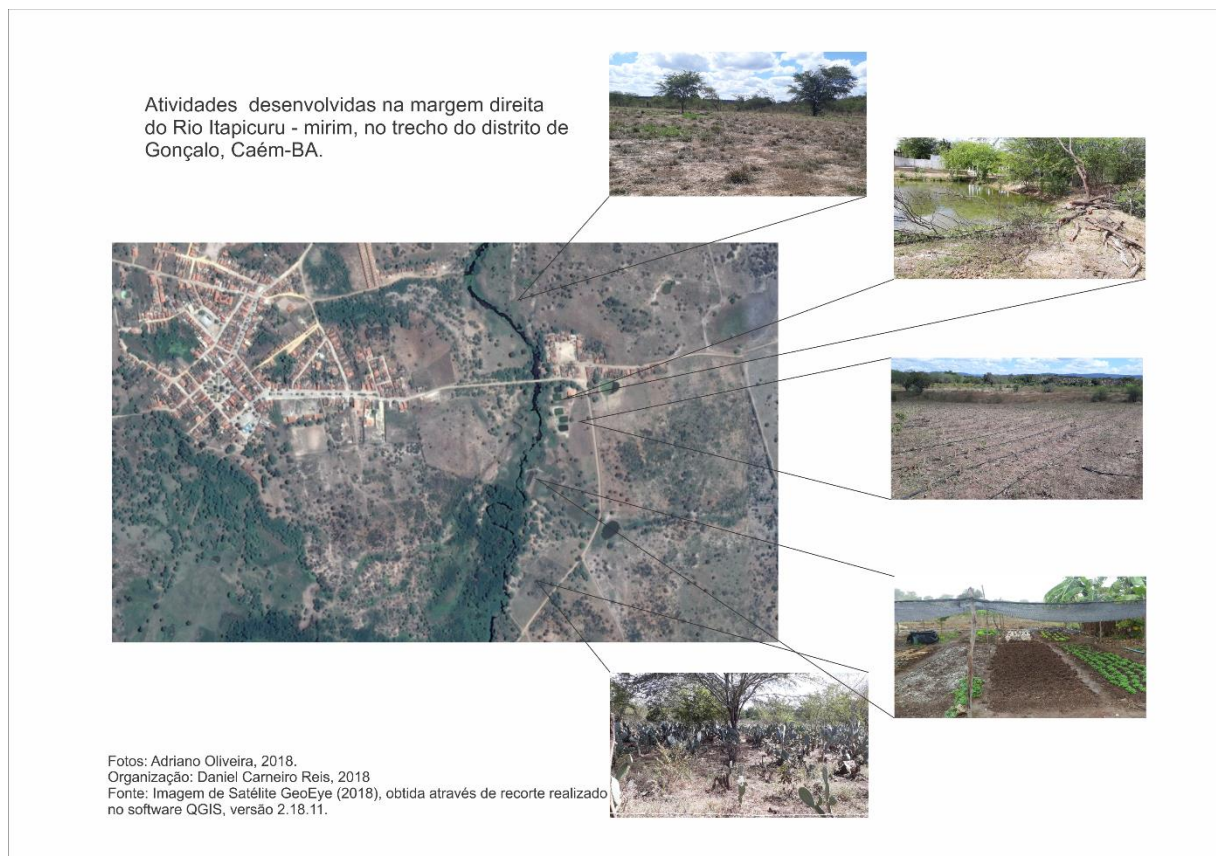 Atividades desenvolvidas na margem direita
do Rio Itapicuru - mirim, no trecho do distrito de
Gonçalo, Caém-BA.
Fotos: Adriano Oliveira, 2018.
Organização: Daniel Carneiro Reis, 2018
Fonte: Imagem de Satélite GeoEye (2018), obtida através de recorte realizado
no software QGIS, versão 2.18.11.